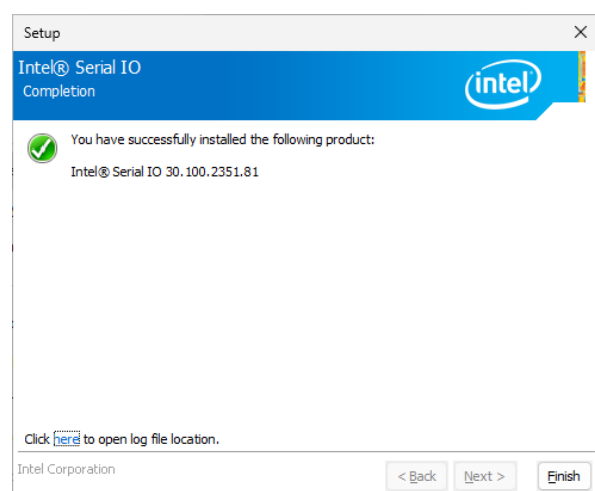 Setup
Intel® Serial IO
Completion
intel
You have successfully installed the following product:
Intel® Serial IO 30.100.2351.81
Click here to open log file location.
Intel Corporation
< Back Next > Finish